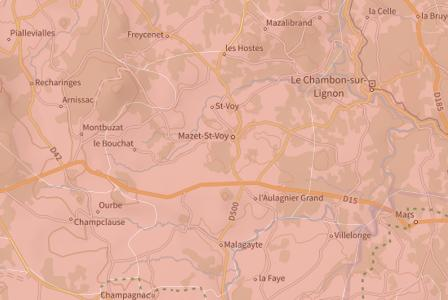 la Celle
la Bruy
Mazalibrand
Piallevialles
Freycenet
les Hostes
Recharinges
Le Chambon-sur-
Lignon
Arnissac
St-Voy
D185
Montbuzat
Mazet-St-Voy
le Bouchat
D42
l'Aulagnier Grand
D15
Ourbe
D500
Mars
Champclause
Villelonge
Malagayte
la Faye
Champagnac